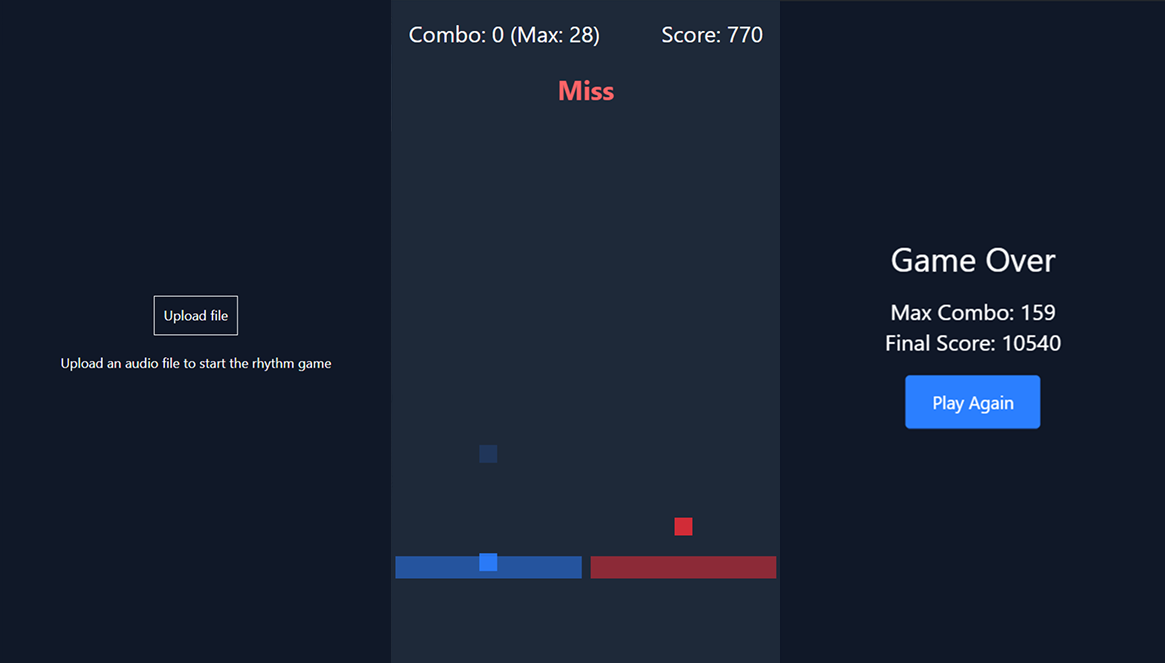 Upload file
Upload an audio file to start the rhythm game
Combo: 0 (Max: 28)
Score: 770
Miss
Game Over
Max Combo: 159
Final Score: 10540
Play Again